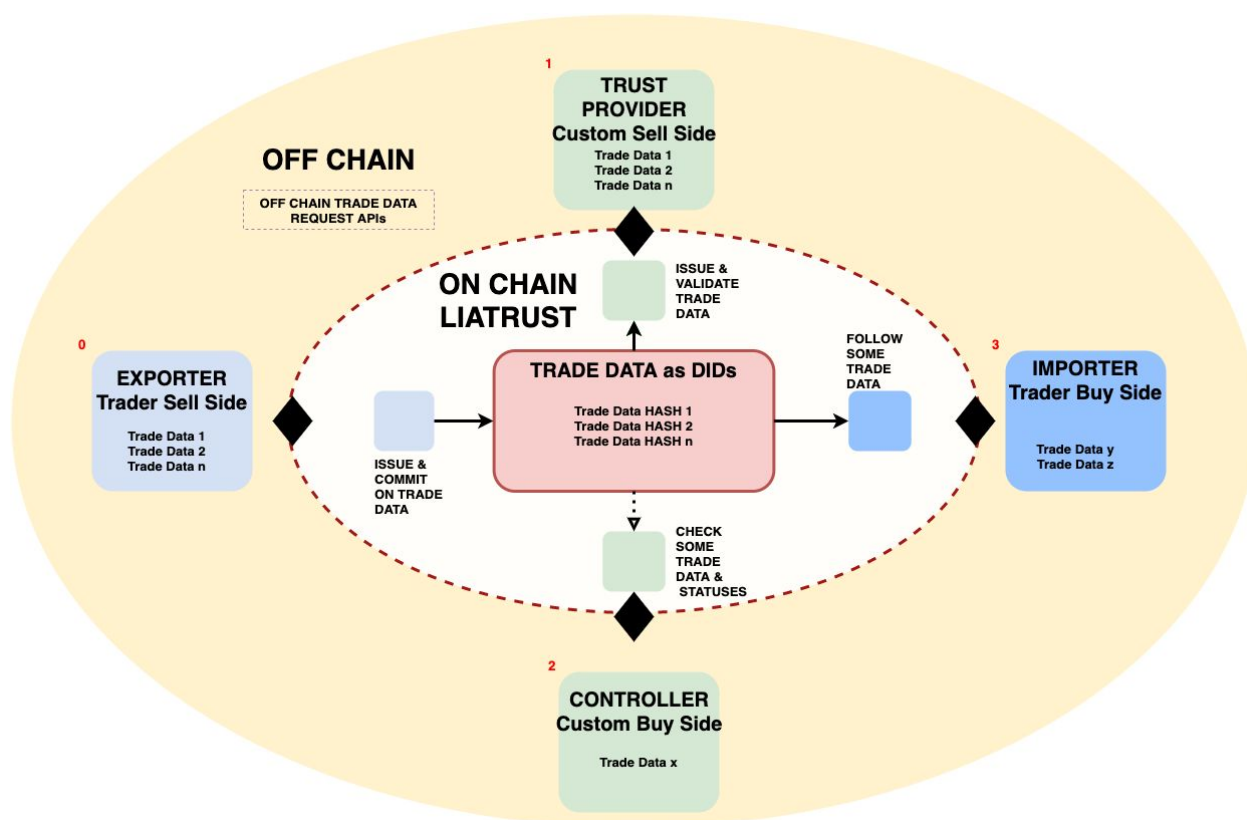 1
TRUST
PROVIDER
Custom Sell Side
Trade Data 1
Trade Data 2
Trade Data n
OFF CHAIN
OFF CHAIN TRADE DATA
REQUEST APIs
ON CHAIN
LIATRUST
ISSUE &
VALIDATE
TRADE
DATA
0
EXPORTER
Trader Sell Side
Trade Data 1
Trade Data 2
Trade Data n
ISSUE &
COMMIT
ON TRADE
DATA
TRADE DATA as DIDs
Trade Data HASH 1
Trade Data HASH 2
Trade Data HASH n
FOLLOW
SOME
TRADE
DATA
3
IMPORTER
Trader Buy Side
Trade Data y
Trade Data z
CHECK
SOME
TRADE
DATA &
STATUSES
2
CONTROLLER
Custom Buy Side
Trade Data x